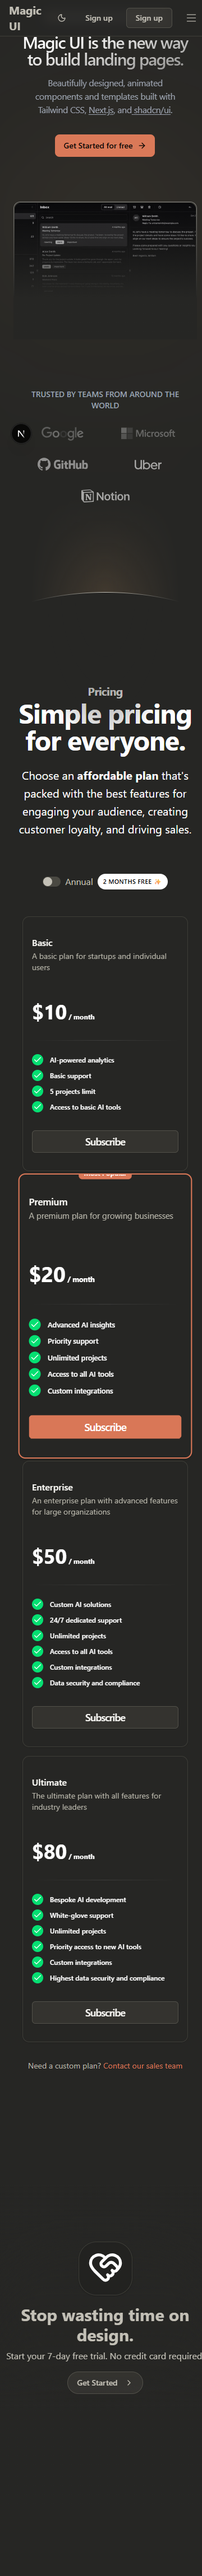 Magic
UI
Sign up
Sign up
Magic UI is the new way
to build landing pages.
Beautifully designed, animated
components and templates built with
Tailwind CSS, Next.js, and shadcn/ui.
Get Started for free
Inbox
TRUSTED BY TEAMS FROM AROUND THE
WORLD
N
Google
Microsoft
GitHub
Uber
Notion
Pricing
Simple pricing
for everyone.
Choose an affordable plan that's
packed with the best features for
engaging your audience, creating
customer loyalty, and driving sales.
Annual
2 MONTHS FREE ✨
Basic
A basic plan for startups and individual
users
$10 / month
AI-powered analytics
Basic support
5 projects limit
Access to basic AI tools
Subscribe
Premium
A premium plan for growing businesses
$20 / month
Advanced AI insights
Priority support
Unlimited projects
Access to all AI tools
Custom integrations
Subscribe
Enterprise
An enterprise plan with advanced features
for large organizations
$50 / month
Custom AI solutions
24/7 dedicated support
Unlimited projects
Access to all AI tools
Custom integrations
Data security and compliance
Subscribe
Ultimate
The ultimate plan with all features for
industry leaders
$80 / month
Bespoke AI development
White-glove support
Unlimited projects
Priority access to new AI tools
Custom integrations
Highest data security and compliance
Subscribe
Need a custom plan? Contact our sales team
Stop wasting time on
design.
Start your 7-day free trial. No credit card required
Get Started